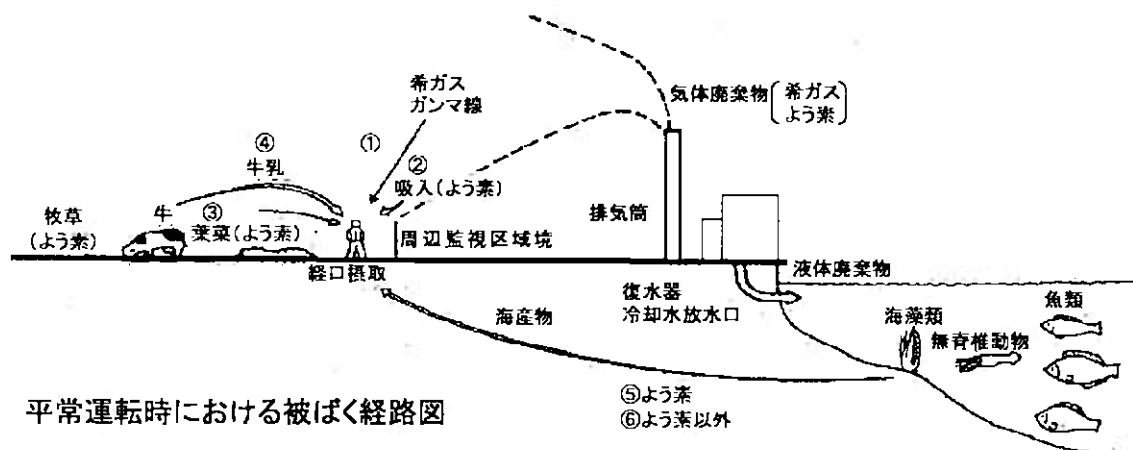 希ガス
ガンマ線
気体廃棄物(希ガス
よう素)
①
②
吸入(よう素)
④
牛乳
牧草
(よう素)
牛
③
葉菜(よう素)
周辺監視区域境
排気筒
経口摂取
液体廃棄物
復水器
冷却水放水口
海産物
海藻類
無脊椎動物
魚類
⑤よう素
⑥よう素以外
平常運転時における被ばく経路図